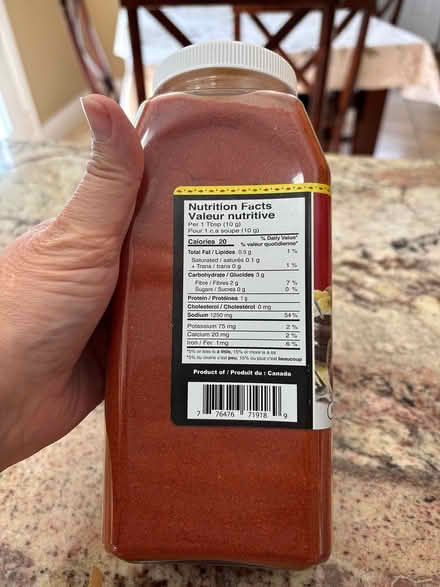 Nutrition Facts
Valeur nutritive
Per 1 Tbsp (10 g)
Pour 1 c.à soupe (10 g)
Calories 20
% Daily Value*
% valeur quotidienne*
Total Fat / Lipides 0.5 g 1 %
Saturated / saturés 0.1 g
+ Trans / trans 0 g 1 %
Carbohydrate / Glucides 3 g
Fibre / Fibres 2 g 7 %
Sugars / Sucres 0 g 0 %
Protein / Protéines 1 g
Cholesterol / Cholestérol 0 mg
Sodium 1250 mg 54 %
Potassium 75 mg 2 %
Calcium 20 mg 2 %
Iron / Fer 1mg 6 %
*5% or less is a little, 15% or more is a lot
*5% ou moins c'est peu, 15% ou plus c'est beaucoup
Product of / Produit du : Canada
7 76476 71918 9